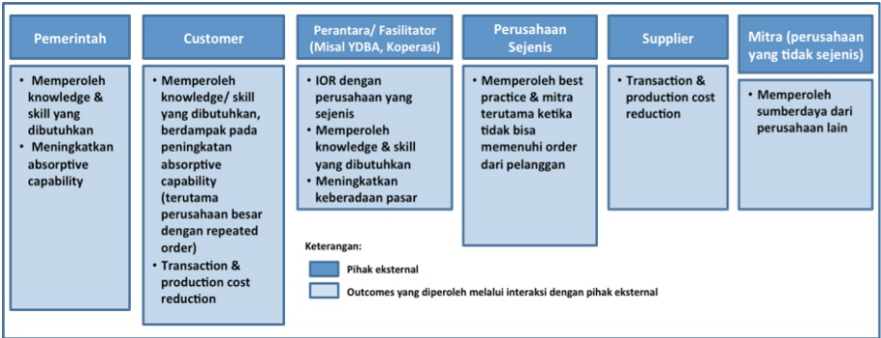 Pemerintah
• Memperoleh
knowledge &
skill yang
dibutuhkan
• Meningkatkan
absorptive
capability
Customer
• Memperoleh
knowledge/ skill
yang dibutuhkan,
berdampak pada
peningkatan
absorptive
capability
(terutama
perusahaan besar
dengan repeated
order)
• Transaction &
production cost
reduction
Perantara/ Fasilitator
(Misal YDBA, Koperasi)
• IOR dengan
perusahaan yang
sejenis
• Memperoleh
knowledge & skill
yang dibutuhkan
• Meningkatkan
keberadaan pasar
Perusahaan
Sejenis
• Memperoleh best
practice & mitra
terutama ketika
tidak bisa
memenuhi order
dari pelanggan
Supplier
• Transaction &
production cost
reduction
Mitra (perusahaan
yang tidak sejenis)
• Memperoleh
sumberdaya dari
perusahaan lain
Keterangan:
Pihak eksternal
Outcomes yang diperoleh melalui interaksi dengan pihak eksternal